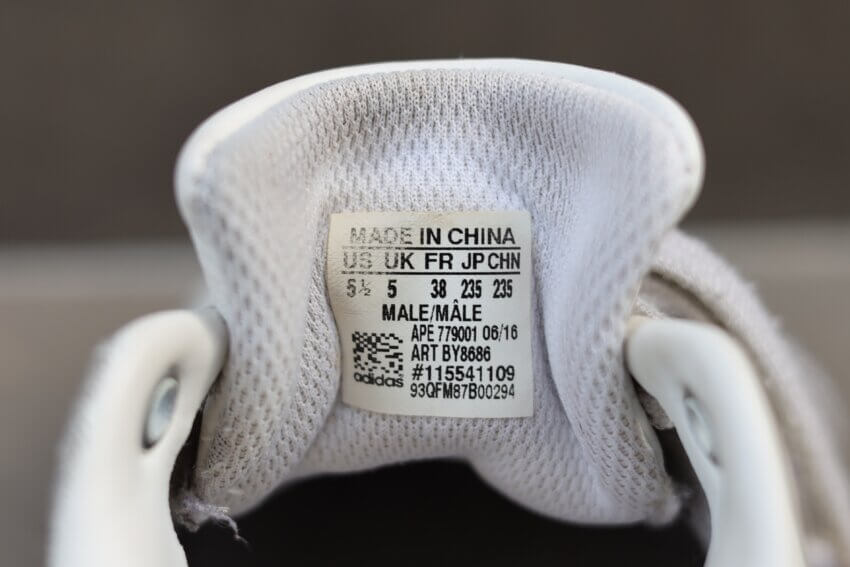 MADE IN CHINA
US UK FR JP CHN
5½ 5 38 235 235
MALE/MÂLE
APE 779001 06/16
ART BY8686
#115541109
93QFM87B00294
adidas